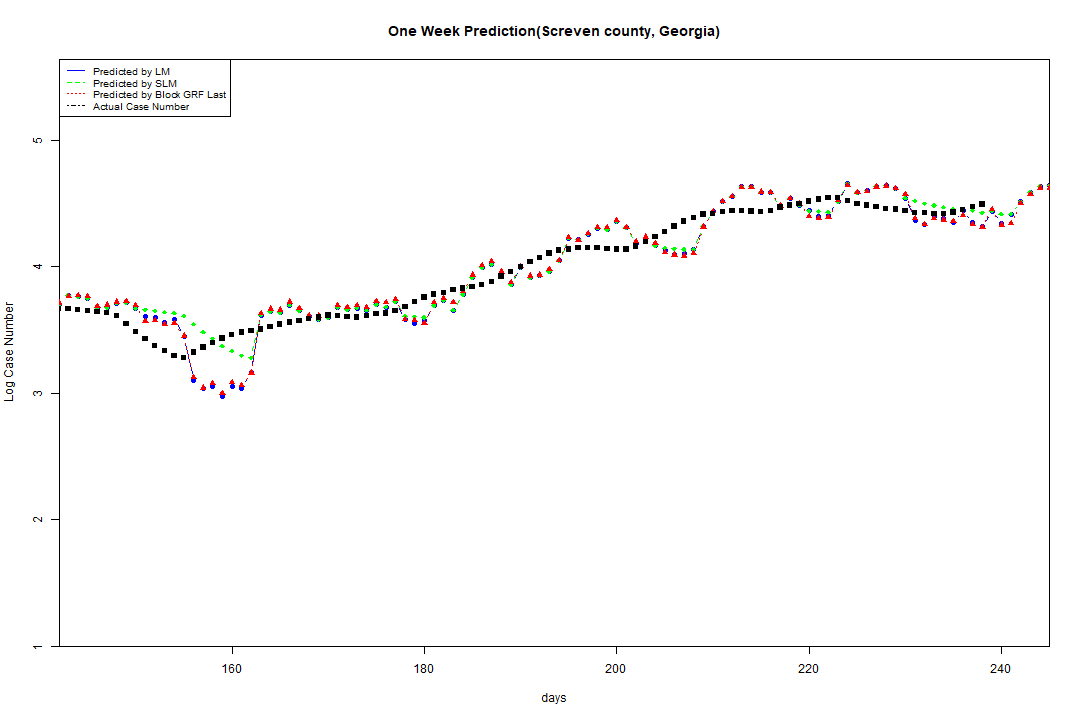 One Week Prediction(Screven county, Georgia)
Predicted by LM
Predicted by SLM
Predicted by Block GRF Last
Actual Case Number
5
4
3
2
1
Log Case Number
160 180 200 220 240
days